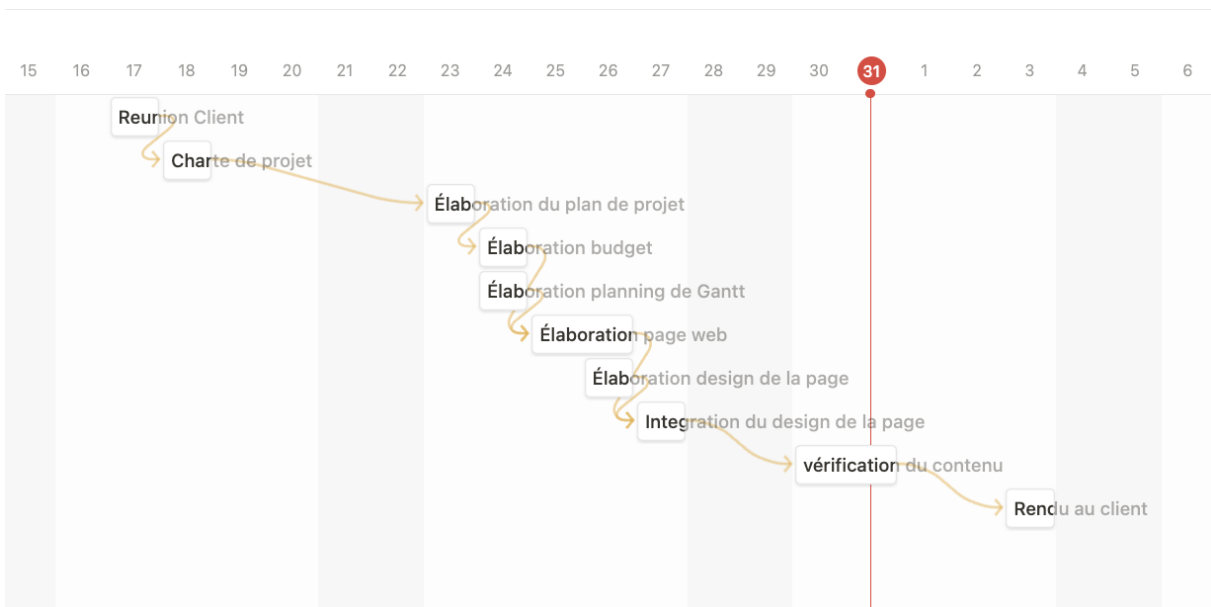 15 16 17 18 19 20 21 22 23 24 25 26 27 28 29 30 31 1 2 3 4 5 6
Reunion Client
Charte de projet
Élaboration du plan de projet
Élaboration budget
Élaboration planning de Gantt
Élaboration page web
Élaboration design de la page
Integration du design de la page
vérification du contenu
Rendu au client